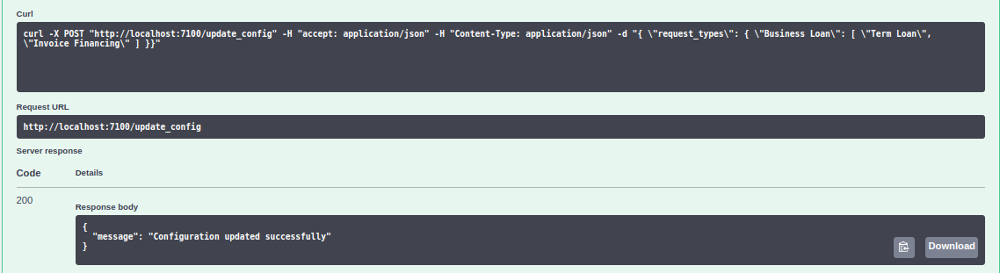 Curl
curl -X POST "http://localhost:7100/update_config" -H "accept: application/json" -H "Content-Type: application/json" -d "{ \"request_types\": { \"Business Loan\": [ \"Term Loan\",
\"Invoice Financing\" ] }}"
Request URL
http://localhost:7100/update_config
Server response
Code Details
200
Response body
{
  "message": "Configuration updated successfully"
}
Download